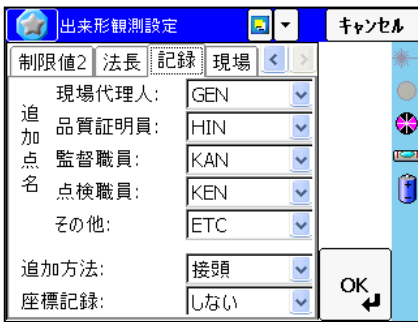 出来形観測設定
キャンセル
制限値2 法長 記録 現場
追加点名
現場代理人: GEN
品質証明員: HIN
監督職員: KAN
点検職員: KEN
その他: ETC
追加方法: 接頭
座標記録: しない
OK